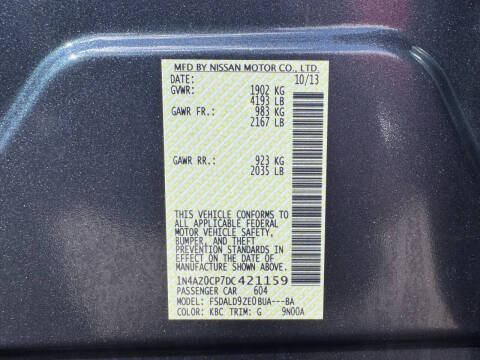 MFD BY NISSAN MOTOR CO., LTD.
DATE: 10/13
GVWR: 1902 KG
4193 LB
GAWR FR.: 983 KG
2167 LB
GAWR RR.: 923 KG
2035 LB
THIS VEHICLE CONFORMS TO
ALL APPLICABLE FEDERAL
MOTOR VEHICLE SAFETY,
BUMPER, AND THEFT
PREVENTION STANDARDS IN
EFFECT ON THE DATE OF
MANUFACTURE SHOWN ABOVE.
1N4AZ0CP7DC421159
PASSENGER CAR 604
MODEL: FSDALD9ZE0BUA---BA
COLOR: KBC TRIM: G 9N00A